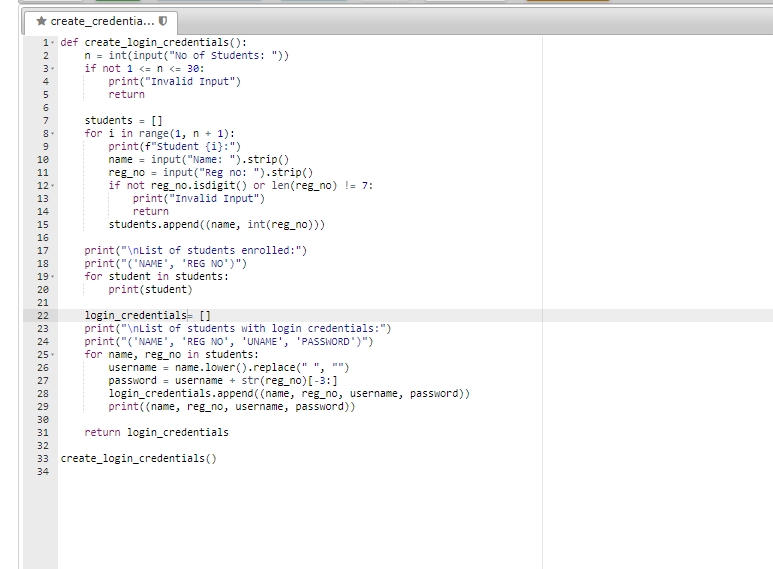 create_credentia...
1 def create_login_credentials():
2     n = int(input("No of Students: "))
3     if not 1 <= n <= 30:
4         print("Invalid Input")
5         return
6
7     students = []
8     for i in range(1, n + 1):
9         print(f"Student {i}:")
10         name = input("Name: ").strip()
11         reg_no = input("Reg no: ").strip()
12         if not reg_no.isdigit() or len(reg_no) != 7:
13             print("Invalid Input")
14             return
15         students.append((name, int(reg_no)))
16
17     print("\nList of students enrolled:")
18     print("('NAME', 'REG NO')")
19     for student in students:
20         print(student)
21
22     login_credentials= []
23     print("\nList of students with login credentials:")
24     print("('NAME', 'REG NO', 'UNAME', 'PASSWORD')")
25     for name, reg_no in students:
26         username = name.lower().replace(" ", "")
27         password = username + str(reg_no)[-3:]
28         login_credentials.append((name, reg_no, username, password))
29         print((name, reg_no, username, password))
30
31     return login_credentials
32
33 create_login_credentials()
34